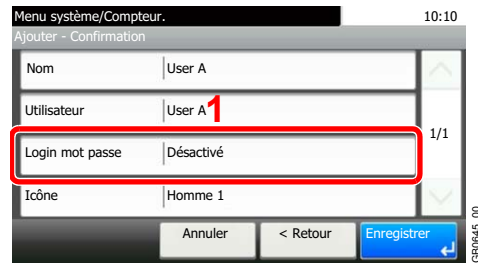 Menu système/Compteur. 10:10
Ajouter - Confirmation
Nom User A
Utilisateur User A 1
1/1
Login mot passe Désactivé
Icône Homme 1
Annuler < Retour Enregistrer
GB0645_00